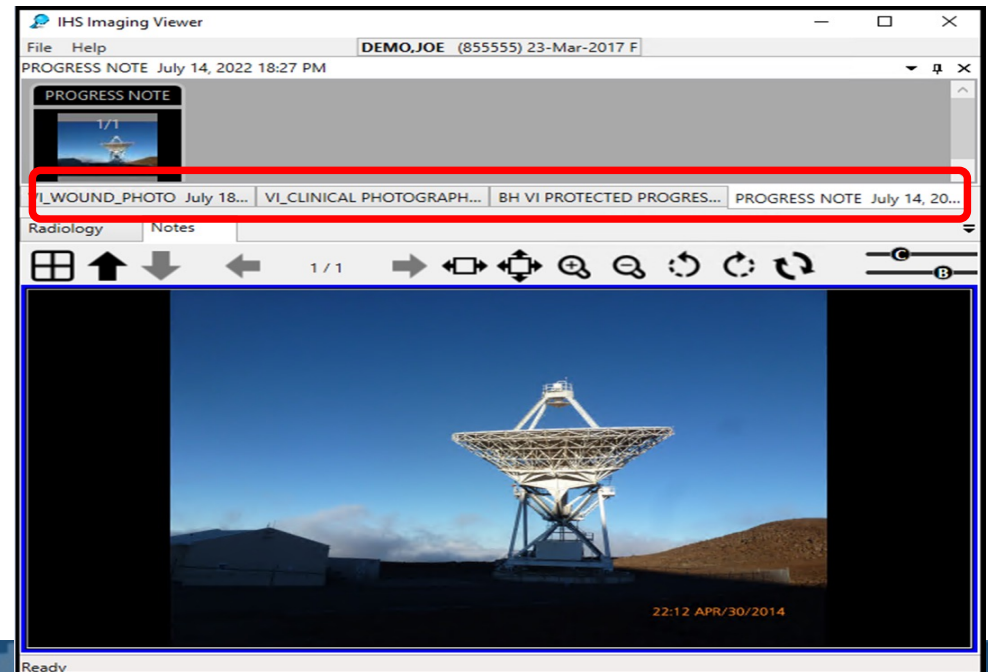 IHS Imaging Viewer
File Help DEMO,JOE (855555) 23-Mar-2017 F
PROGRESS NOTE July 14, 2022 18:27 PM
PROGRESS NOTE
1/1
VI_WOUND_PHOTO July 18... VI_CLINICAL PHOTOGRAPH... BH VI PROTECTED PROGRES... PROGRESS NOTE July 14, 20...
Radiology Notes
1 / 1 C
B
22:12 APR/30/2014
Ready